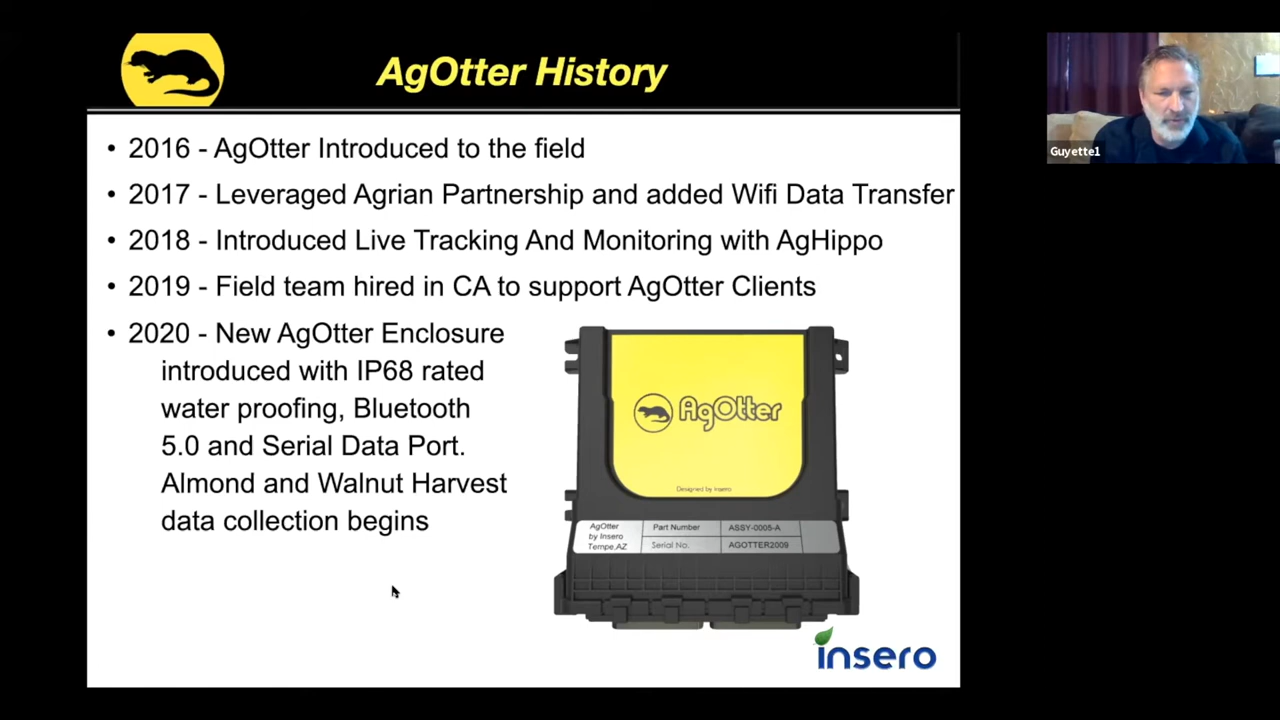 AgOtter History
• 2016 - AgOtter Introduced to the field
• 2017 - Leveraged Agrian Partnership and added Wifi Data Transfer
• 2018 - Introduced Live Tracking And Monitoring with AgHippo
• 2019 - Field team hired in CA to support AgOtter Clients
• 2020 - New AgOtter Enclosure
introduced with IP68 rated
water proofing, Bluetooth
5.0 and Serial Data Port.
Almond and Walnut Harvest
data collection begins
AgOtter
Designed by Insero
AgOtter
by Insero
Tempe,AZ
Part Number
ASSY-0005-A
Serial No.
AGOTTER2009
insero
Guyette1